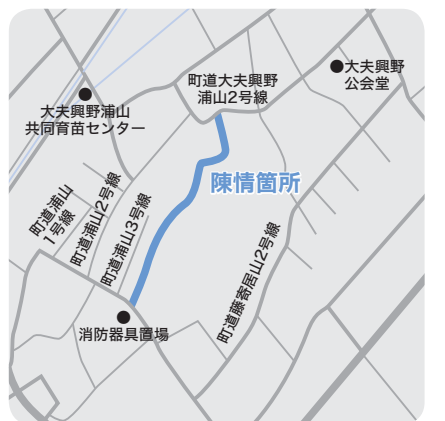 町道大夫興野
浦山2号線
大夫興野
公会堂
大夫興野浦山
共同育苗センター
陳情箇所
町道浦山
1号線
町道浦山2号線
町道浦山3号線
町道藤寄居山2号線
消防器具置場